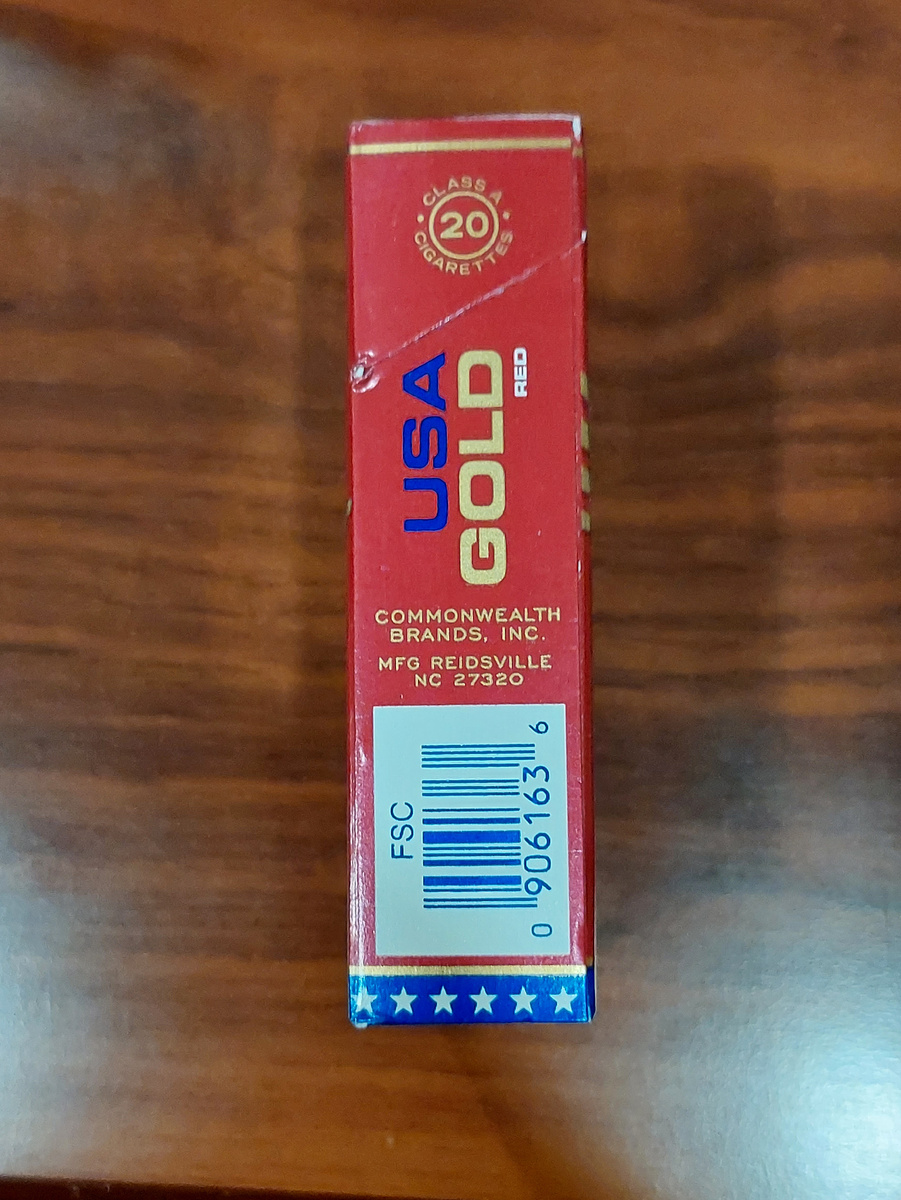 CLASS A
20
CIGARETTES
USA
GOLD
RED
COMMONWEALTH
BRANDS, INC.
MFG REIDSVILLE
NC 27320
FSC
0 906163 6